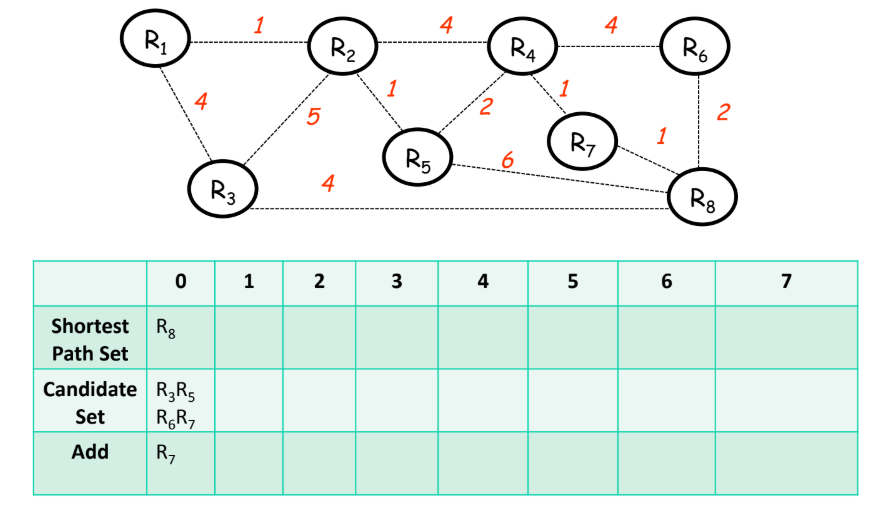 R₁ 1 R₂ 4 R₄ 4 R₆
4 5 1 2 1 2
R₃ 4 R₅ 6 R₇ 1 R₈
0 1 2 3 4 5 6 7
Shortest R₈
Path Set
Candidate R₃R₅
Set R₆R₇
Add R₇